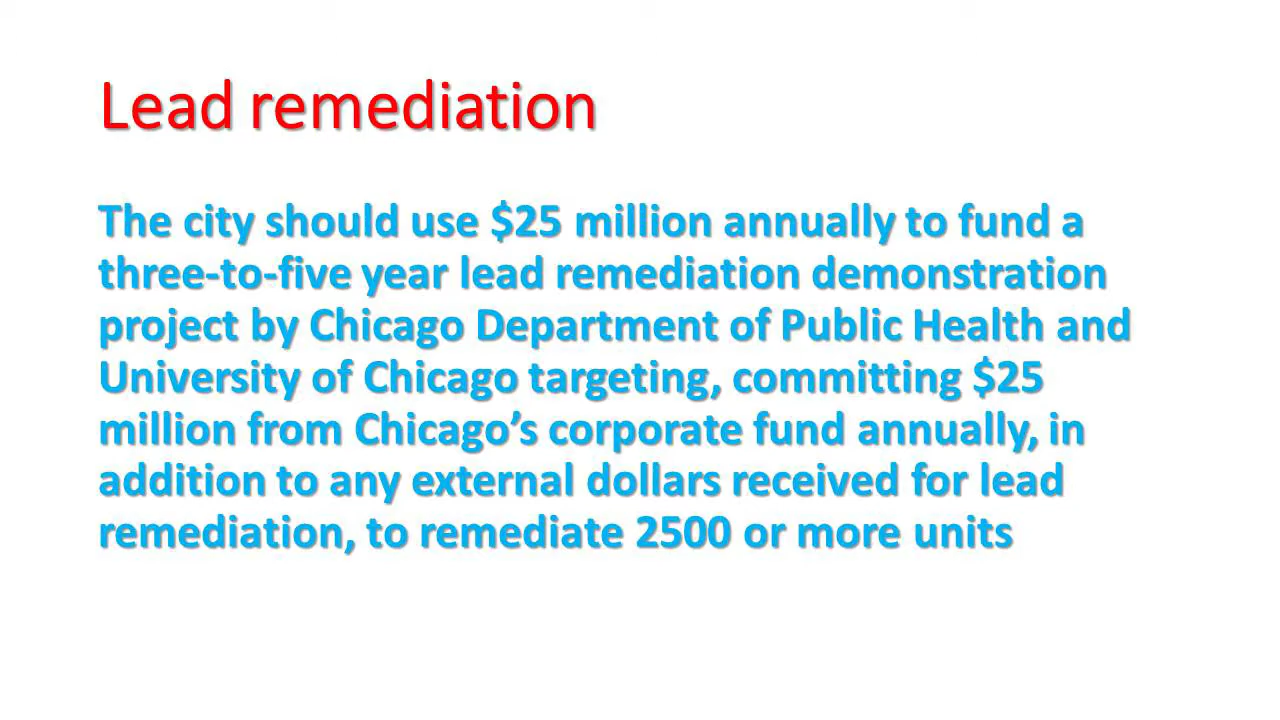 Lead remediation
The city should use $25 million annually to fund a
three-to-five year lead remediation demonstration
project by Chicago Department of Public Health and
University of Chicago targeting, committing $25
million from Chicago’s corporate fund annually, in
addition to any external dollars received for lead
remediation, to remediate 2500 or more units